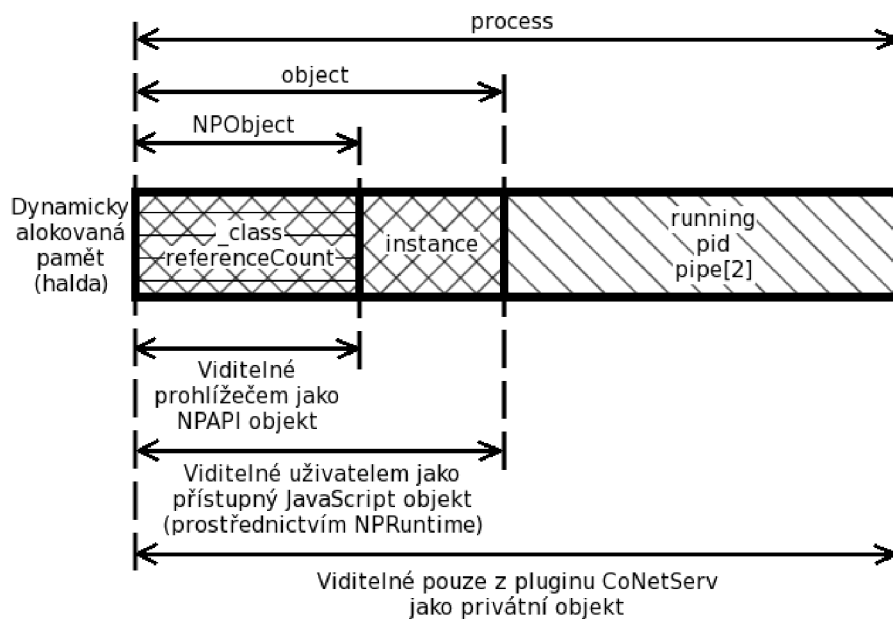 process
object
NPObject
Dynamicky
alokovaná
paměť
(halda)
_class
referenceCount
instance
running
pid
pipe[2]
Viditelné
prohlížečem jako
NPAPI objekt
Viditelné uživatelem jako
přístupný JavaScript objekt
(prostřednictvím NPRuntime)
Viditelné pouze z pluginu CoNetServ
jako privátní objekt